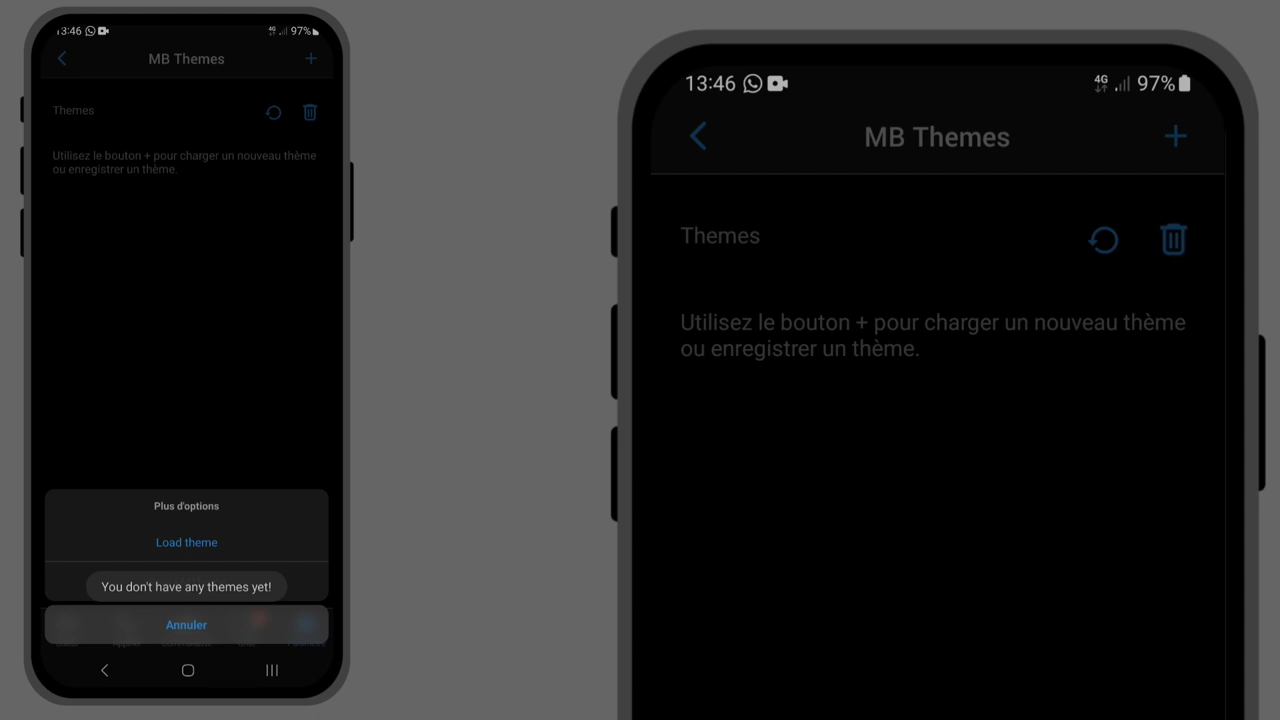 13:46 4G 97%
MB Themes
Themes
Utilisez le bouton + pour charger un nouveau thème
ou enregistrer un thème.
Plus d'options
Load theme
You don't have any themes yet!
Annuler
13:46 4G 97%
MB Themes
Themes
Utilisez le bouton + pour charger un nouveau thème
ou enregistrer un thème.